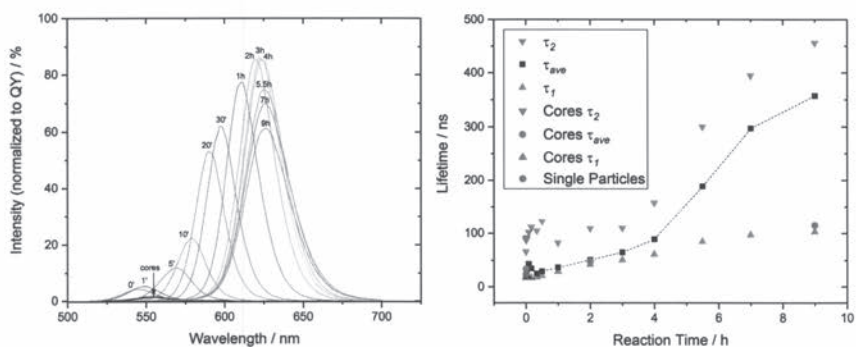 Intensity (normalized to QY) / %
100
80
60
40
20
0
500
550
600
650
700
Wavelength / nm
0'
1'
cores
5'
10'
20'
30'
1h
2h
3h
4h
5.5h
7h
9h
Lifetime / ns
500
400
300
200
100
0
0
2
4
6
8
10
Reaction Time / h
τ2
τave
τ1
Cores τ2
Cores τave
Cores τ1
Single Particles